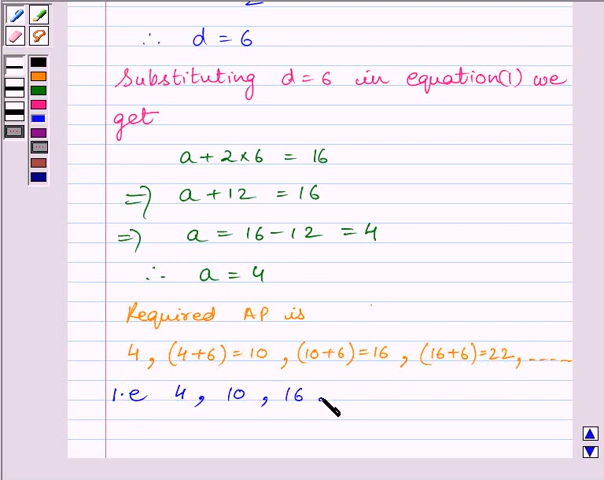 ∴ d = 6
Substituting d = 6 in equation(1) we
get
a + 2 × 6 = 16
⇒ a + 12 = 16
⇒ a = 16 - 12 = 4
∴ a = 4
Required AP is
4 , (4+6) = 10 , (10+6) = 16 , (16+6) = 22, ......
i.e 4 , 10 , 16